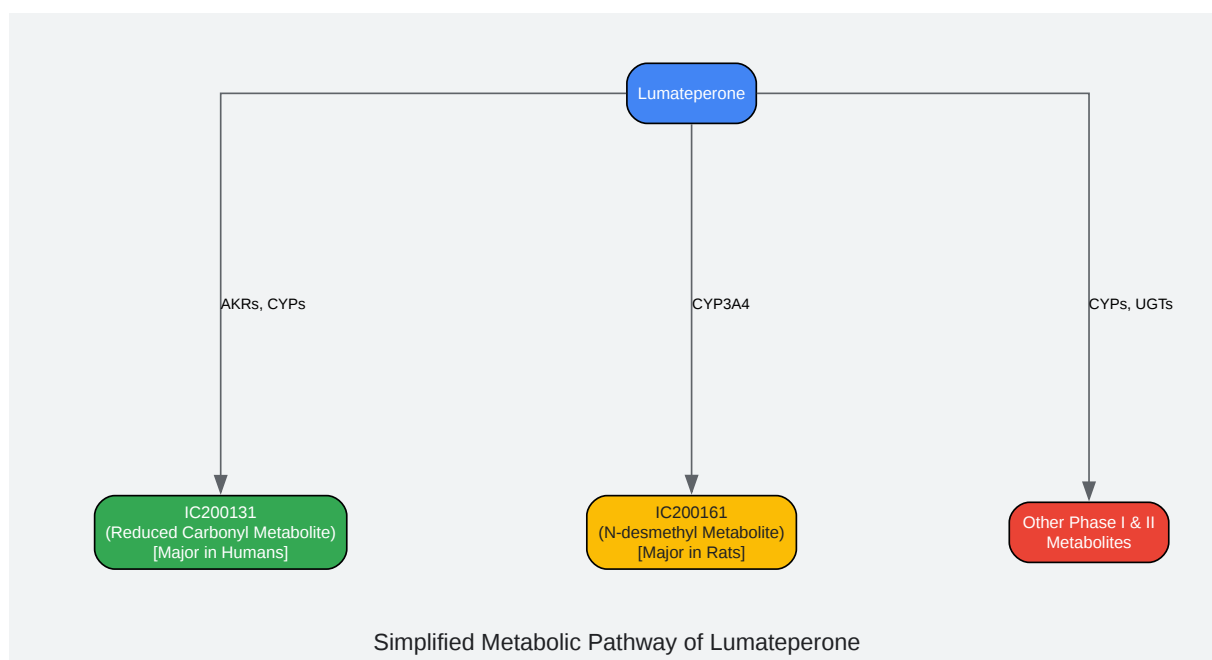 Lumateperone
AKRs, CYPs
CYP3A4
CYPs, UGTs
IC200131
(Reduced Carbonyl Metabolite)
[Major in Humans]
IC200161
(N-desmethyl Metabolite)
[Major in Rats]
Other Phase I & II
Metabolites
Simplified Metabolic Pathway of Lumateperone